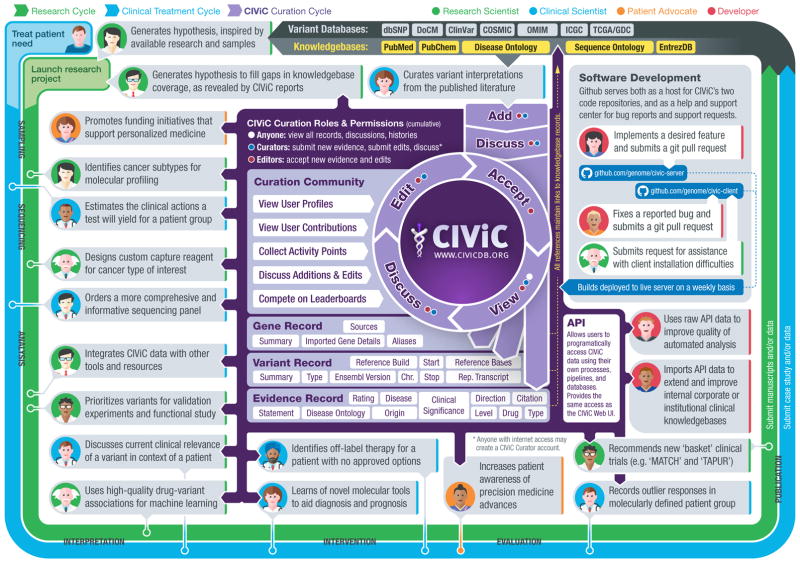 Research Cycle
Clinical Treatment Cycle
CIViC Curation Cycle
Research Scientist
Clinical Scientist
Patient Advocate
Developer
Treat patient
need
Generates hypothesis, inspired by
available research and samples
Variant Databases:
dbSNP
DoCM
ClinVar
COSMIC
OMIM
ICGC
TCGA/GDC
Knowledgebases:
PubMed
PubChem
Disease Ontology
Sequence Ontology
EntrezDB
Launch research
project
Generates hypothesis to fill gaps in knowledgebase
coverage, as revealed by CIViC reports
Curates variant interpretations
from the published literature
Promotes funding initiatives that
support personalized medicine
Identifies cancer subtypes for
molecular profiling
Estimates the clinical actions a
test will yield for a patient group
Designs custom capture reagent
for cancer type of interest
Orders a more comprehensive and
informative sequencing panel
Integrates CIViC data with other
tools and resources
Prioritizes variants for validation
experiments and functional study
Discusses current clinical relevance
of a variant in context of a patient
Uses high-quality drug-variant
associations for machine learning
SAMPLING
SEQUENCING
ANALYSIS
INTERPRETATION
INTERVENTION
EVALUATION
PUBLICATION
CIViC Curation Roles & Permissions (cumulative)
Anyone: view all records, discussions, histories
Curators: submit new evidence, submit edits, discuss*
Editors: accept new evidence and edits
Curation Community
View User Profiles
View User Contributions
Collect Activity Points
Discuss Additions & Edits
Compete on Leaderboards
Add
Discuss
Accept
Edit
Discuss
View
CIViC
WWW.CIVICDB.ORG
Gene Record
Sources
Summary
Imported Gene Details
Aliases
Variant Record
Reference Build
Start
Reference Bases
Summary
Type
Ensembl Version
Chr.
Stop
Rep. Transcript
Evidence Record
Rating
Disease
Clinical
Significance
Direction
Citation
Statement
Disease Ontology
Origin
Level
Drug
Type
All references maintain links to knowledgebase records.
Software Development
Github serves both as a host for CIViC's two
code repositories, and as a help and support
center for bug reports and support requests.
Implements a desired feature
and submits a git pull request
github.com/genome/civic-server
github.com/genome/civic-client
Fixes a reported bug and
submits a git pull request
Submits request for assistance
with client installation difficulties
Builds deployed to live server on a weekly basis
API
Allows users to
programatically
access CIViC
data using their
own processes,
pipelines, and
databases.
Provides the
same access as
the CIViC Web UI.
Uses raw API data to
improve quality of
automated analysis
Imports API data to
extend and improve
internal corporate or
institutional clinical
knowledgebases
Identifies off-label therapy for a
patient with no approved options
Learns of novel molecular tools
to aid diagnosis and prognosis
* Anyone with internet access may
create a CIViC Curator account.
Increases patient
awareness of
precision medicine
advances
Recommends new 'basket' clinical
trials (e.g. 'MATCH' and 'TAPUR')
Records outlier responses in
molecularly defined patient group
Submit manuscripts and/or data
Submit case study and/or data